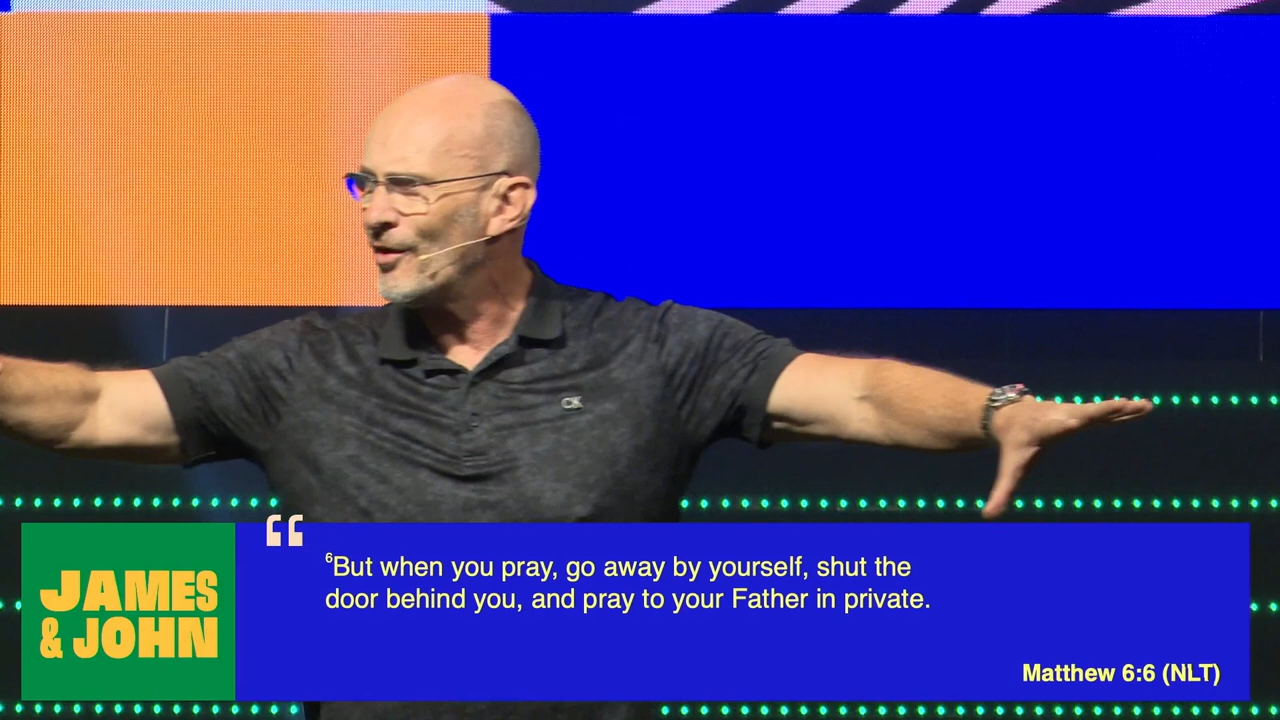 CK
JAMES
& JOHN
“
⁶But when you pray, go away by yourself, shut the
door behind you, and pray to your Father in private.
Matthew 6:6 (NLT)